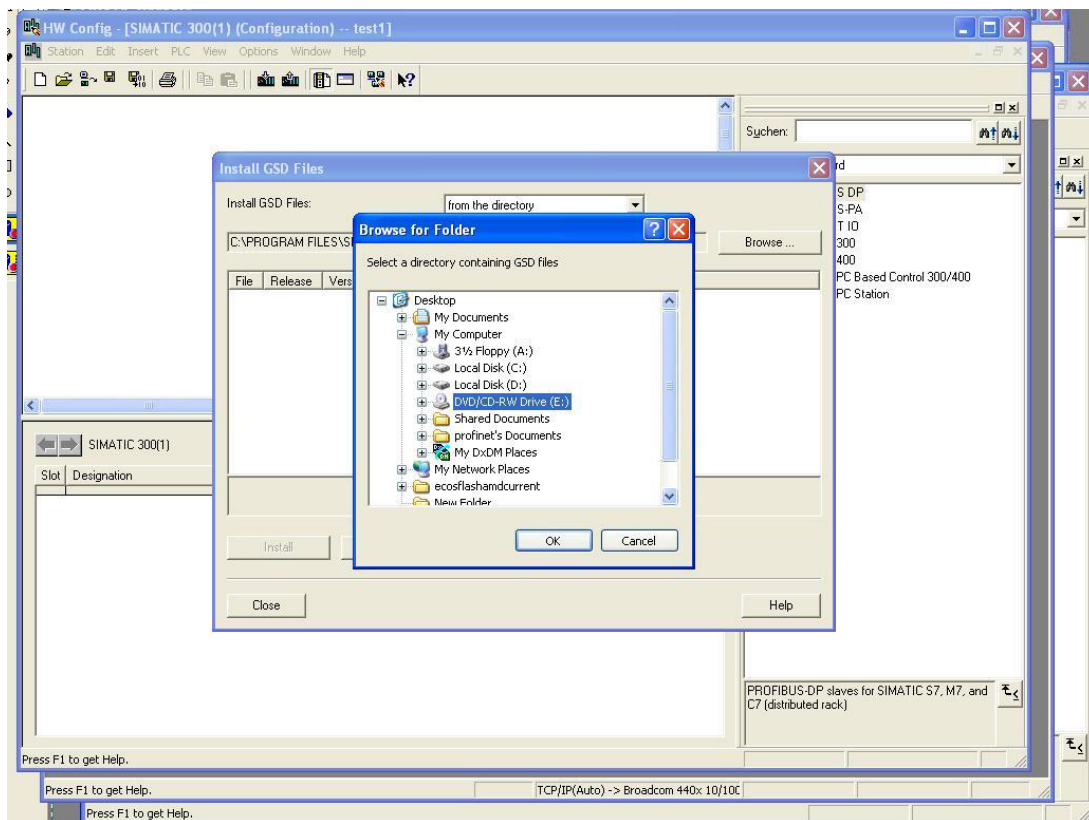 HW Config - [SIMATIC 300(1) (Configuration) -- test1]
Station Edit Insert PLC View Options Window Help
Suchen:
Install GSD Files
rd
Install GSD Files:
from the directory
C:\PROGRAM FILES\SI
Browse ...
File Release Vers
Browse for Folder
Select a directory containing GSD files
Desktop
My Documents
My Computer
3½ Floppy (A:)
Local Disk (C:)
Local Disk (D:)
DVD/CD-RW Drive (E:)
Shared Documents
profinet's Documents
My DxDM Places
My Network Places
ecosflashamdcurrent
New Folder
OK Cancel
Install
Close
Help
S DP
S-PA
T IO
300
400
PC Based Control 300/400
PC Station
SIMATIC 300(1)
Slot Designation
PROFIBUS-DP slaves for SIMATIC S7, M7, and
C7 (distributed rack)
Press F1 to get Help.
Press F1 to get Help.
TCP/IP(Auto) -> Broadcom 440x 10/100
Press F1 to get Help.